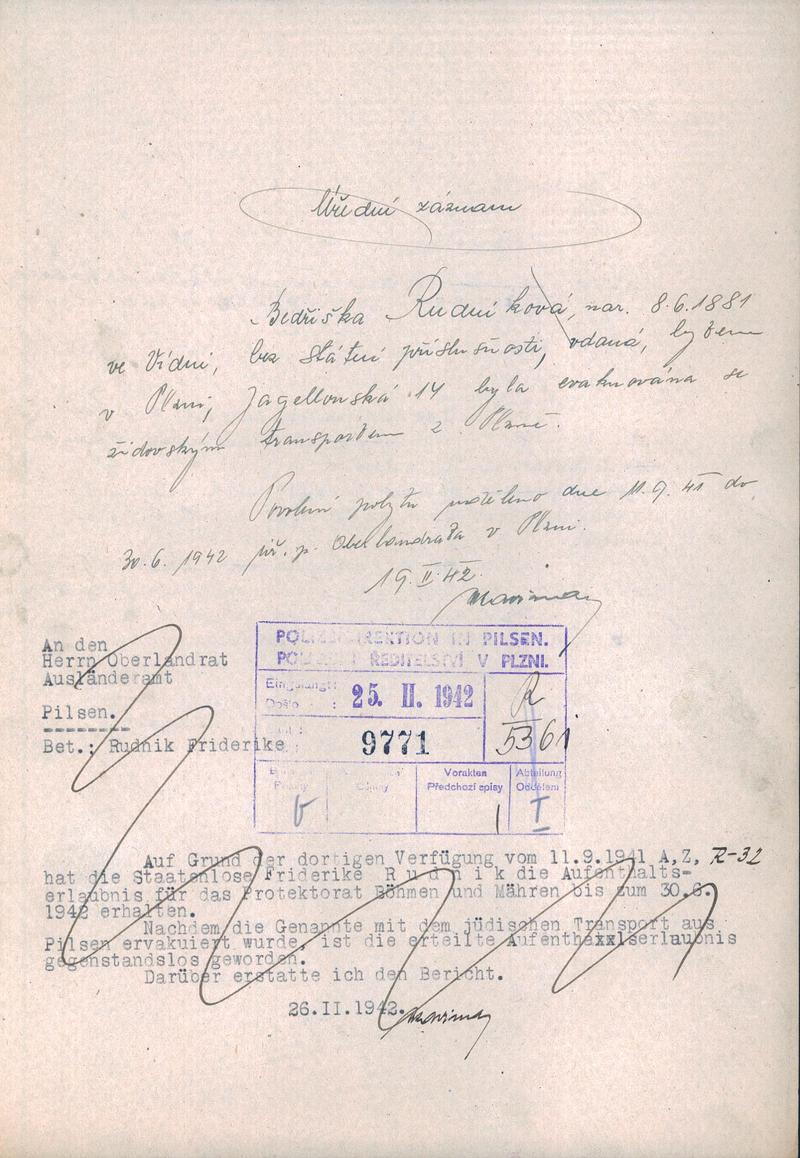 Úřední záznam
Bedřiška Rudniková, nar. 8.6.1881
ve Vídni, bez státní příslušnosti, vdaná, bytem
v Plzni, Jagellonská 14 byla evakuována se
židovským transportem z Plzně.
Povolení pobytu uděleno dne 11.9.41 do
30.6.1942 př. p. Oberlandrata v Plzni.
19.II.42.
An den
Herrn Oberlandrat
Ausländeramt
Pilsen.
Bet.: Rudnik Friderike
POLIZEIDIREKTION IN PILSEN.
POLICEJNÍ ŘEDITELSTVÍ V PLZNI.
Eingelangt:
Došlo :
25. II. 1942
R
5361
9771
Vorakten
Předchozí spisy
Abteilung
Oddělení
I
Auf Grund der dortigen Verfügung vom 11.9.1941 A,Z, R-32
hat die Staatenlose Friderike R u d n i k die Aufenthalts-
erlaubnis für das Protektorat Böhmen und Mähren bis zum 30.6.
1942 erhalten.
Nachdem die Genannte mit dem jüdischen Transport aus
Pilsen ervakuiert wurde, ist die erteilte Aufenthaxxlserlaubnis
gegenstandslos geworden.
Darüber erstatte ich den Bericht.
26.II.1942.